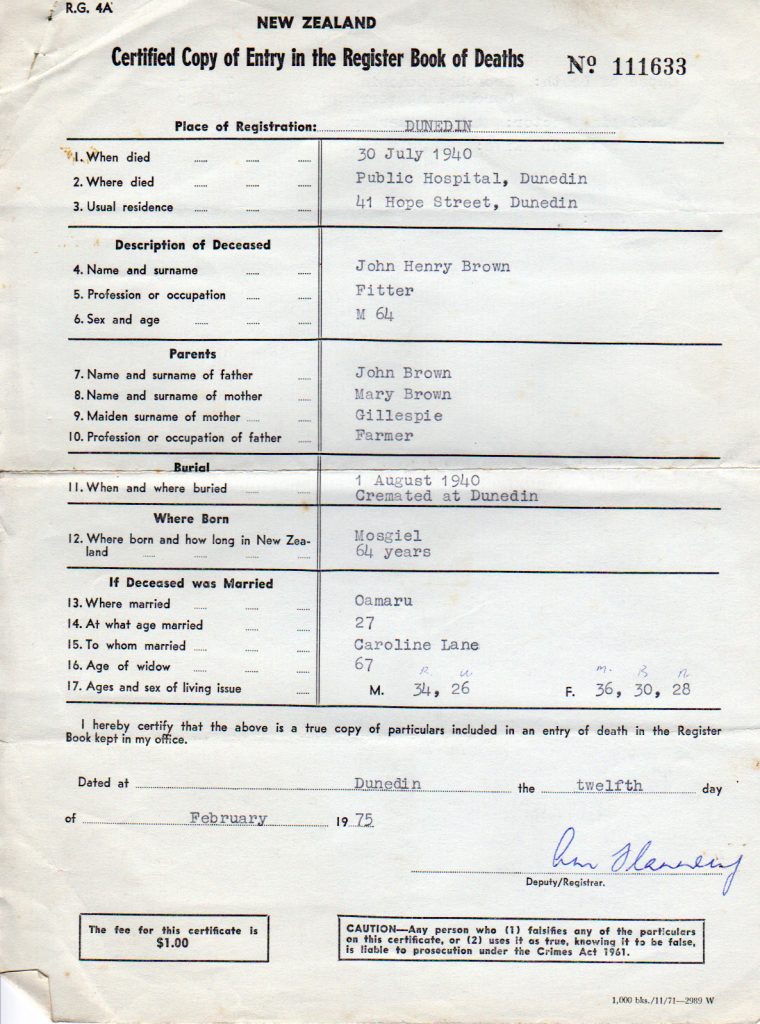 R.G. 4A
NEW ZEALAND
Certified Copy of Entry in the Register Book of Deaths
Nº 111633
Place of Registration: DUNEDIN
1. When died 30 July 1940
2. Where died Public Hospital, Dunedin
3. Usual residence 41 Hope Street, Dunedin
Description of Deceased
4. Name and surname John Henry Brown
5. Profession or occupation Fitter
6. Sex and age M 64
Parents
7. Name and surname of father John Brown
8. Name and surname of mother Mary Brown
9. Maiden surname of mother Gillespie
10. Profession or occupation of father Farmer
Burial
11. When and where buried 1 August 1940
Cremated at Dunedin
Where Born
12. Where born and how long in New Zea- Mosgiel
land 64 years
If Deceased was Married
13. Where married Oamaru
14. At what age married 27
15. To whom married Caroline Lane
16. Age of widow 67
17. Ages and sex of living issue M. 34, 26 F. 36, 30, 28
I hereby certify that the above is a true copy of particulars included in an entry of death in the Register
Book kept in my office.
Dated at Dunedin the twelfth day
of February 1975
Deputy/Registrar.
The fee for this certificate is
$1.00
CAUTION—Any person who (1) falsifies any of the particulars
on this certificate, or (2) uses it as true, knowing it to be false,
is liable to prosecution under the Crimes Act 1961.
1,000 bks./11/71—2989 W